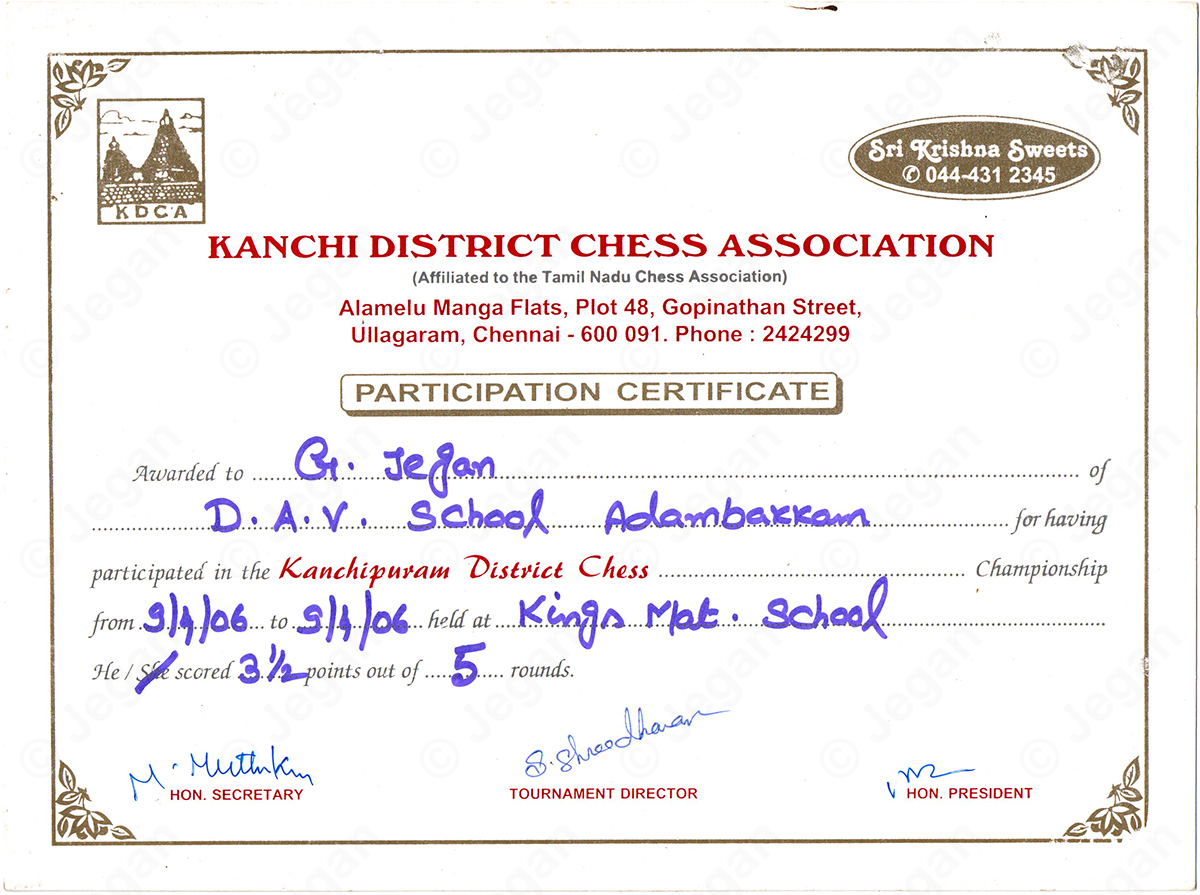 KDCA
Sri Krishna Sweets
✆ 044-431 2345
KANCHI DISTRICT CHESS ASSOCIATION
(Affiliated to the Tamil Nadu Chess Association)
Alamelu Manga Flats, Plot 48, Gopinathan Street,
Ullagaram, Chennai - 600 091. Phone : 2424299
PARTICIPATION CERTIFICATE
Awarded to G. Jegan of
D.A.V. School Adambakkam for having
participated in the Kanchipuram District Chess Championship
from 9/4/06 to 9/4/06 held at Kings Mat. School
He / She scored 3 ½ points out of 5 rounds.
S. Shreedharan
HON. SECRETARY TOURNAMENT DIRECTOR HON. PRESIDENT
© Jegan